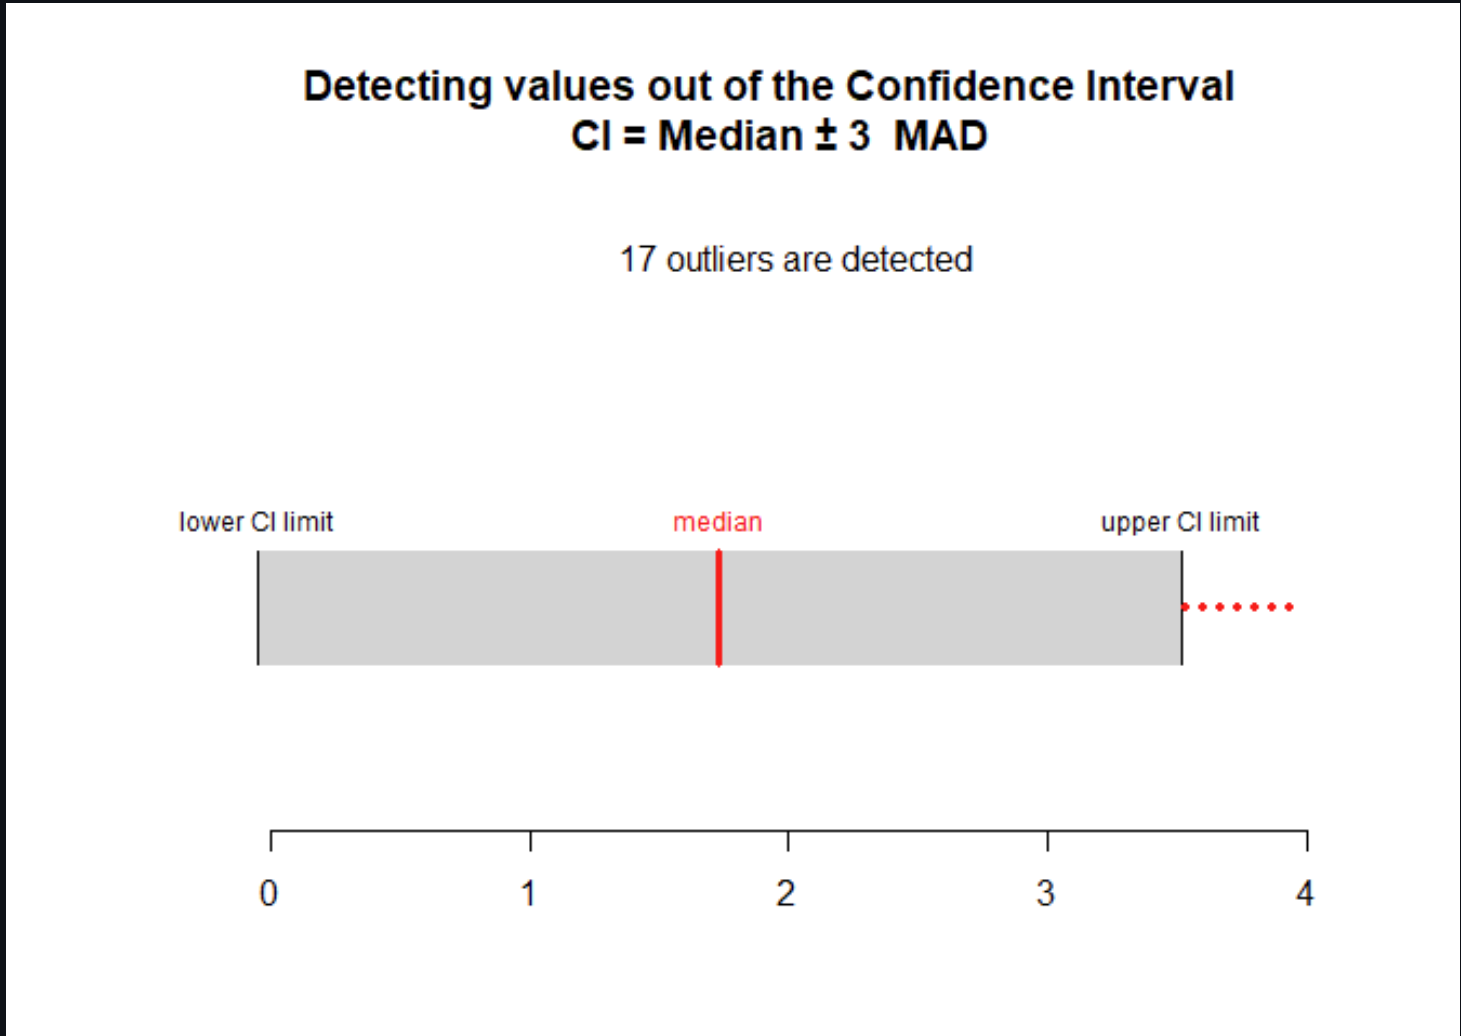 Detecting values out of the Confidence Interval
CI = Median ± 3  MAD
17 outliers are detected
lower CI limit
median
upper CI limit
0
1
2
3
4